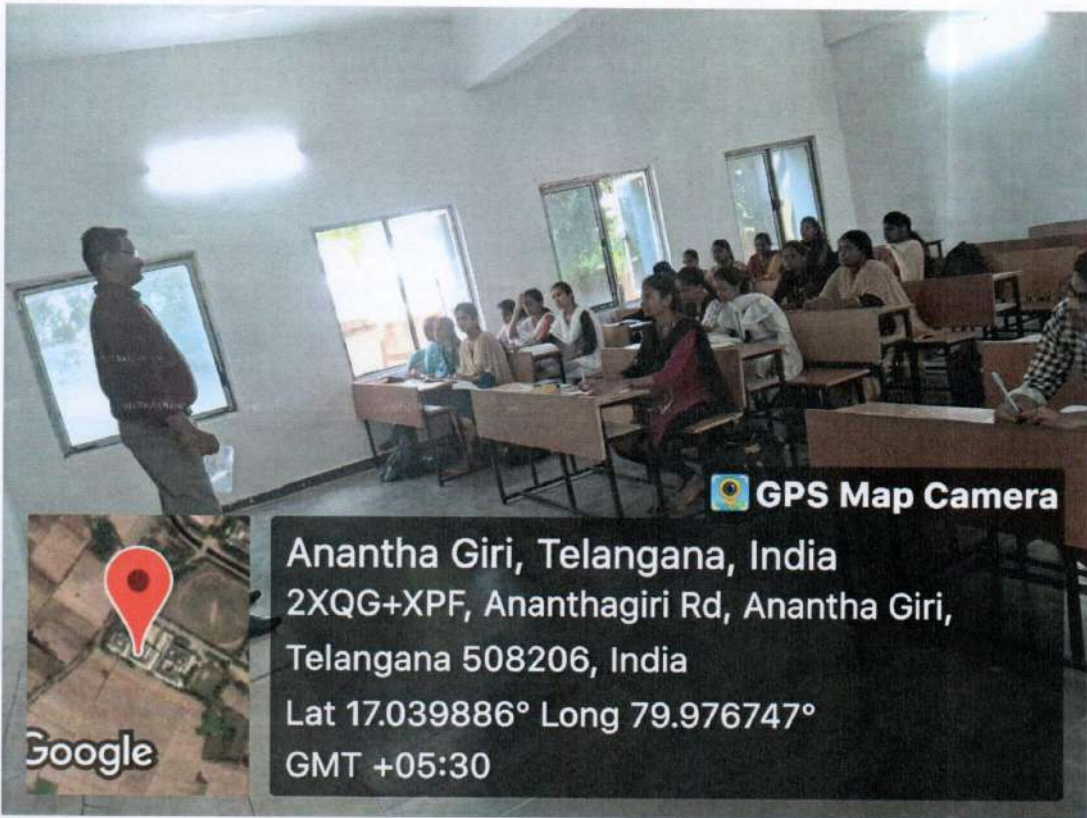 GPS Map Camera
Anantha Giri, Telangana, India
2XQG+XPF, Ananthagiri Rd, Anantha Giri,
Telangana 508206, India
Lat 17.039886° Long 79.976747°
GMT +05:30
Google